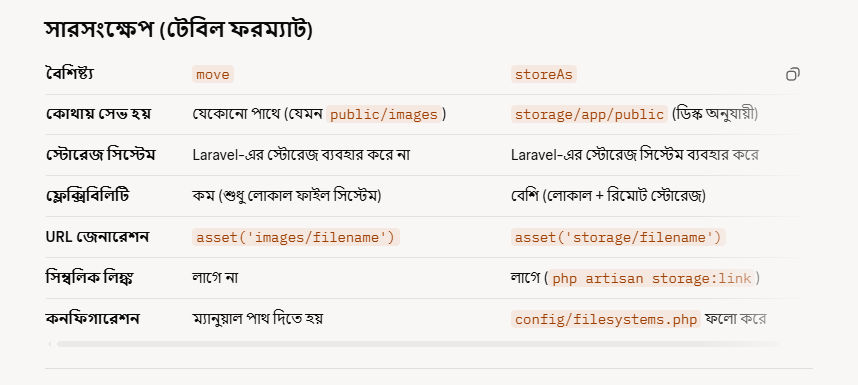 সারসংক্ষেপ (টেবিল ফরম্যাট)
বৈশিষ্ট্য move storeAs
কোথায় সেভ হয় যেকোনো পাথে (যেমন public/images ) storage/app/public (ডিস্ক অনুযায়ী)
স্টোরেজ সিস্টেম Laravel-এর স্টোরেজ ব্যবহার করে না Laravel-এর স্টোরেজ সিস্টেম ব্যবহার করে
ফ্লেক্সিবিলিটি কম (শুধু লোকাল ফাইল সিস্টেম) বেশি (লোকাল + রিমোট স্টোরেজ)
URL জেনারেশন asset('images/filename') asset('storage/filename')
সিম্বলিক লিঙ্ক লাগে না লাগে ( php artisan storage:link )
কনফিগারেশন ম্যানুয়াল পাথ দিতে হয় config/filesystems.php ফলো করে